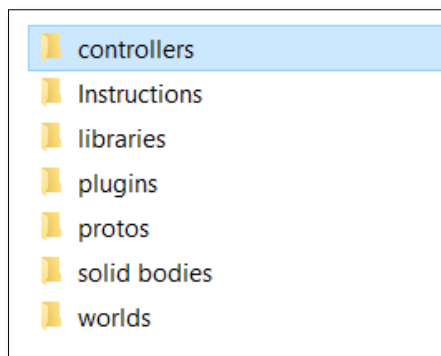 controllers
Instructions
libraries
plugins
protos
solid bodies
worlds